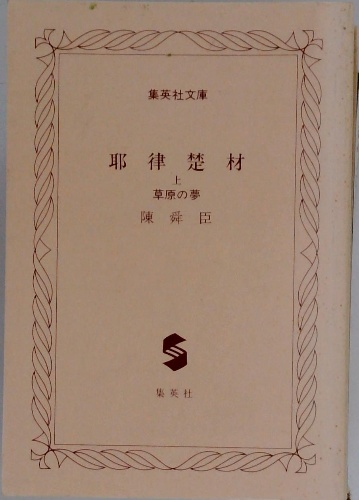 集英社文庫
耶律楚材
上
草原の夢
陳舜臣
集英社